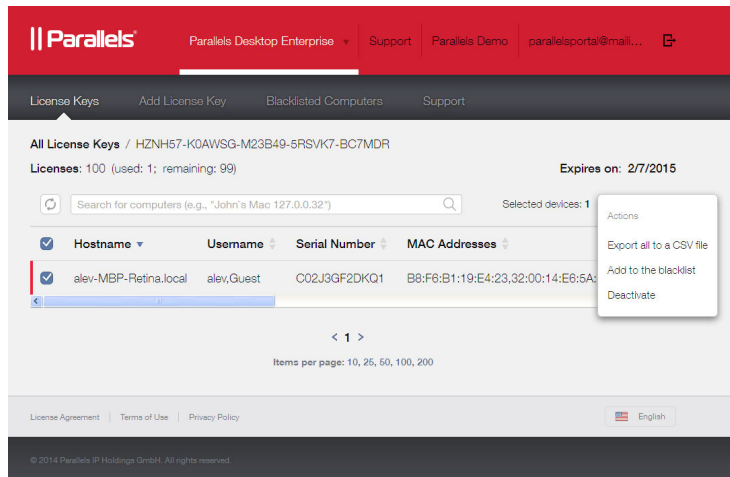 || Parallels®
Parallels Desktop Enterprise ▾ Support Parallels Demo parallelsportal@maili...
License Keys Add License Key Blacklisted Computers Support
All License Keys / HZNH57-K0AWSG-M23B49-5RSVK7-BC7MDR
Licenses: 100 (used: 1; remaining: 99) Expires on: 2/7/2015
Search for computers (e.g., "John`s Mac 127.0.0.32") Selected devices: 1
Actions
Export all to a CSV file
Add to the blacklist
Deactivate
Hostname Username Serial Number MAC Addresses
alev-MBP-Retina.local alev,Guest C02J3GF2DKQ1 B8:F6:B1:19:E4:23,32:00:14:E6:5A:
< 1 >
Items per page: 10, 25, 50, 100, 200
License Agreement | Terms of Use | Privacy Policy English
© 2014 Parallels IP Holdings GmbH. All rights reserved.